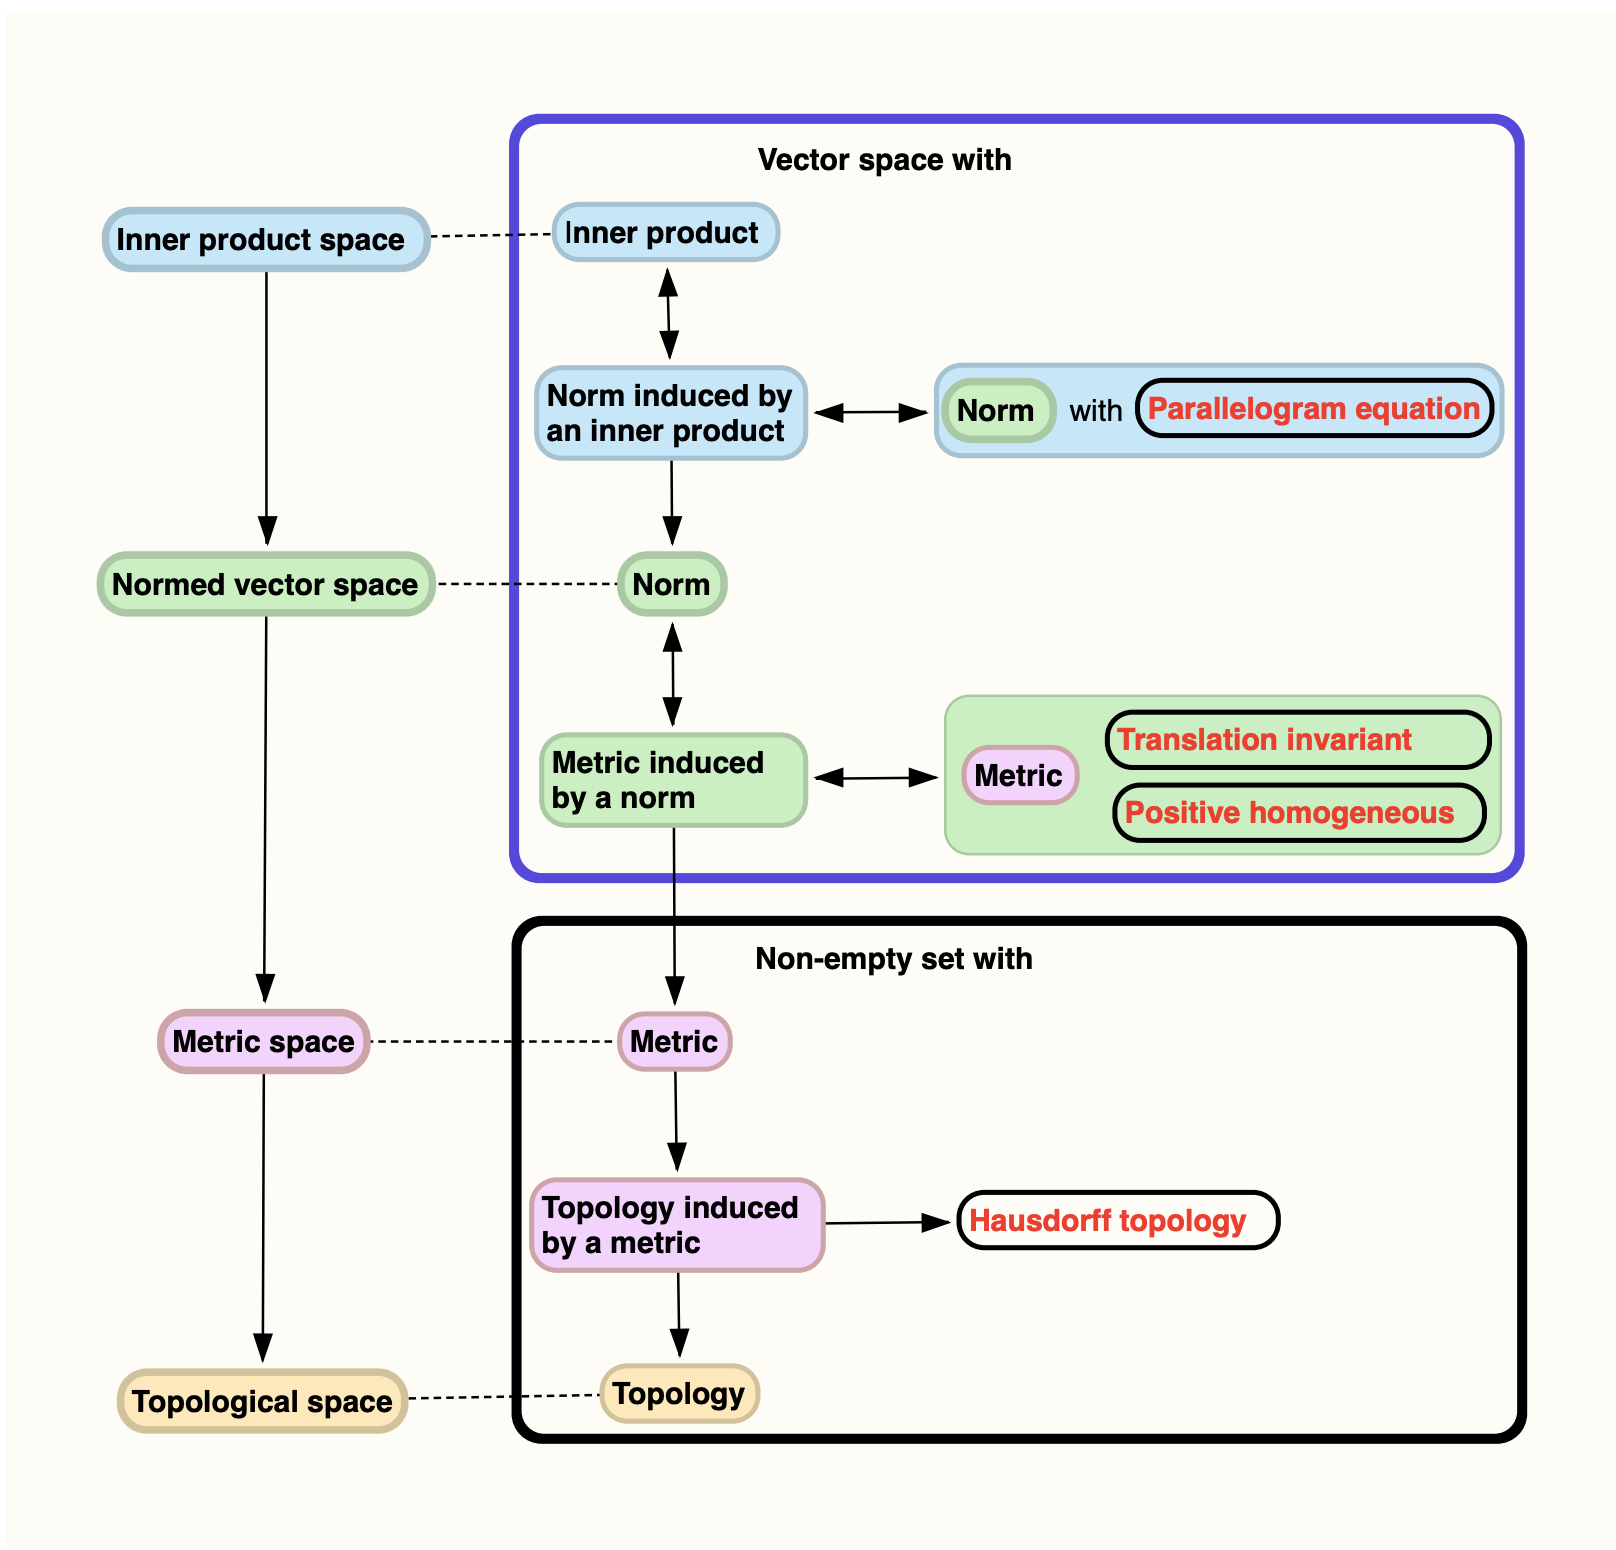 Vector space with
Inner product space
Inner product
Norm induced by
an inner product
Norm with Parallelogram equation
Normed vector space
Norm
Metric induced
by a norm
Metric
Translation invariant
Positive homogeneous
Non-empty set with
Metric space
Metric
Topology induced
by a metric
Hausdorff topology
Topological space
Topology